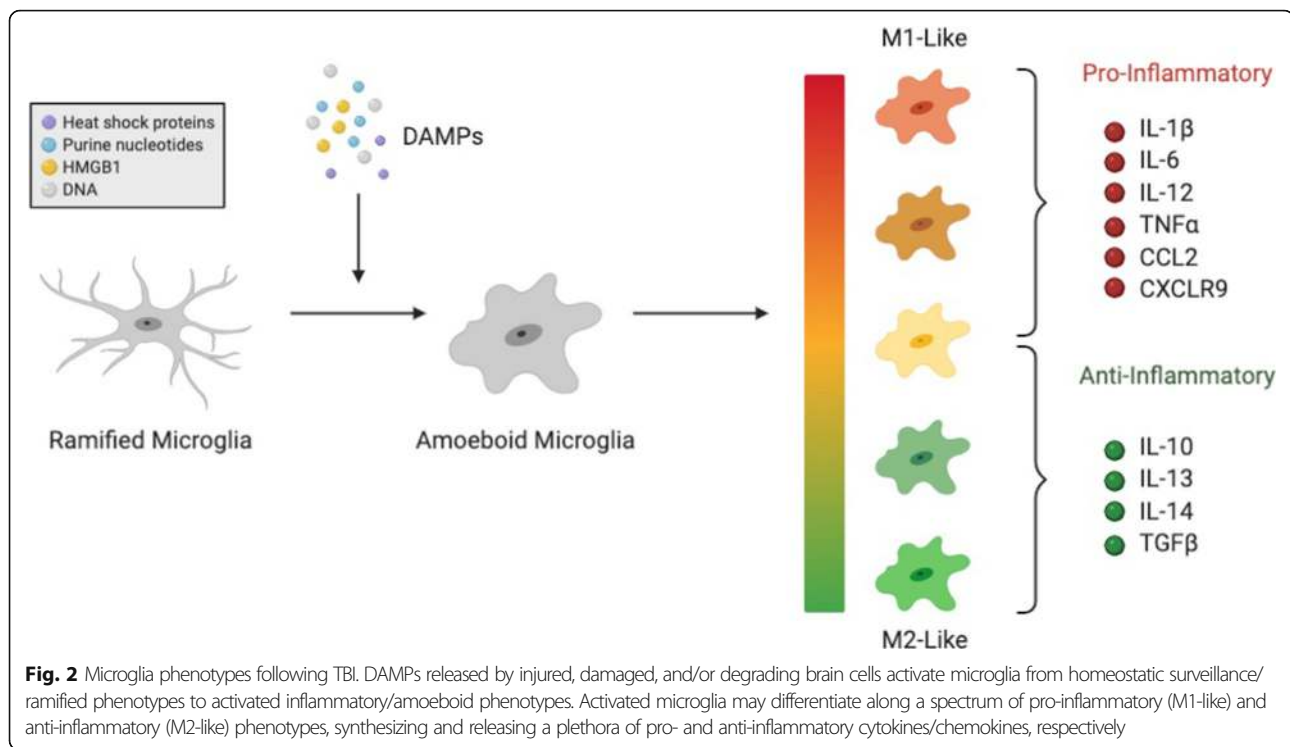 Heat shock proteins
Purine nucleotides
HMGB1
DNA
DAMPs
Ramified Microglia
Amoeboid Microglia
M1-Like
M2-Like
Pro-Inflammatory
IL-1β
IL-6
IL-12
TNFα
CCL2
CXCLR9
Anti-Inflammatory
IL-10
IL-13
IL-14
TGFβ
Fig. 2 Microglia phenotypes following TBI. DAMPs released by injured, damaged, and/or degrading brain cells activate microglia from homeostatic surveillance/
ramified phenotypes to activated inflammatory/amoeboid phenotypes. Activated microglia may differentiate along a spectrum of pro-inflammatory (M1-like) and
anti-inflammatory (M2-like) phenotypes, synthesizing and releasing a plethora of pro- and anti-inflammatory cytokines/chemokines, respectively